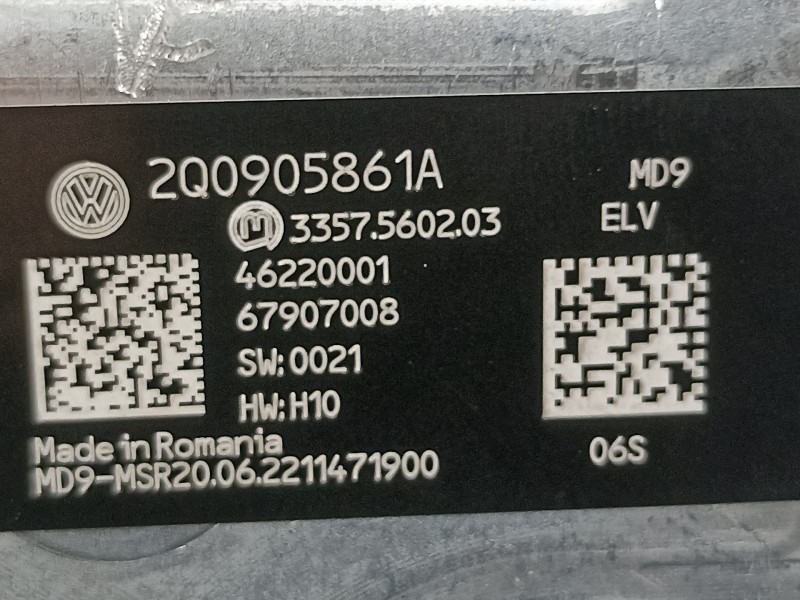 2Q0905861A
3357.5602.03
46220001
67907008
SW:0021
HW:H10
Made in Romania
MD9-MSR20.06.2211471900
MD9
ELV
06S